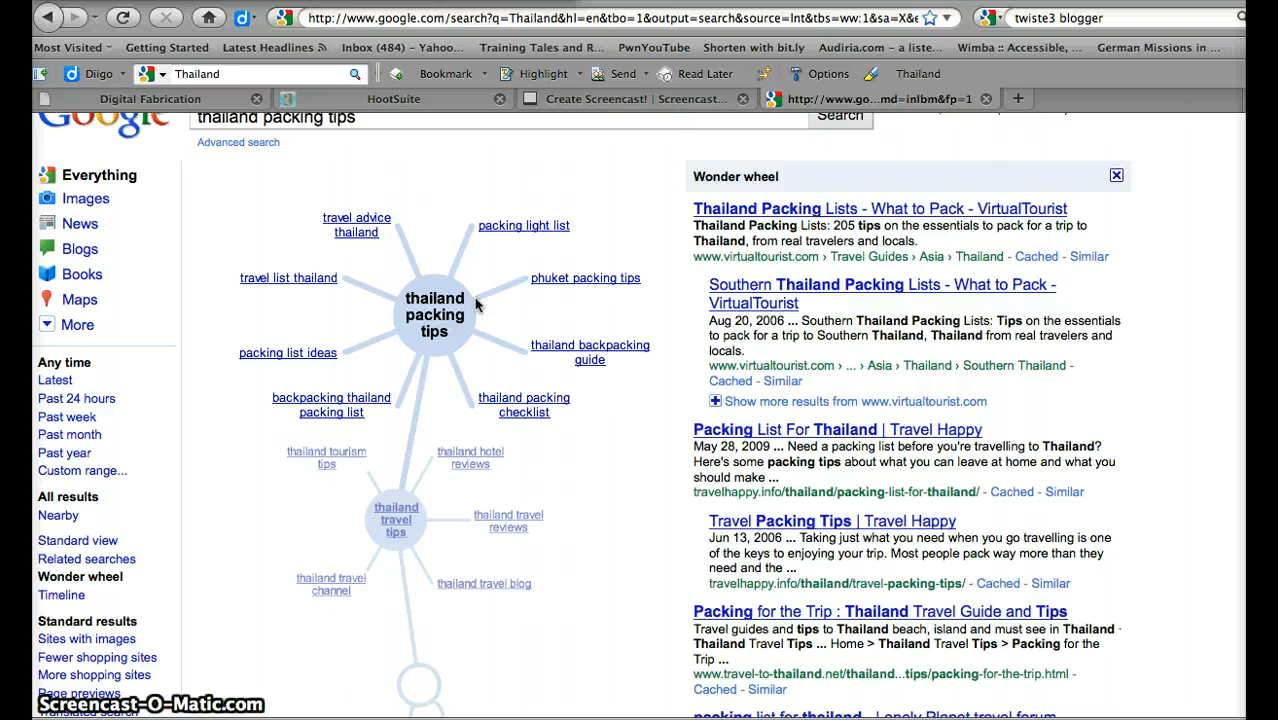 http://www.google.com/search?q=Thailand&hl=en&tbo=1&output=search&source=lnt&tbs=ww:1&sa=X&e
twiste3 blogger
Most Visited
Getting Started
Latest Headlines
Inbox (484) – Yahoo...
Training Tales and R...
PwnYouTube
Shorten with bit.ly
Audiria.com – a liste...
Wimba :: Accessible, ...
German Missions in ...
Diigo
Thailand
Bookmark
Highlight
Send
Read Later
Options
Thailand
Digital Fabrication
HootSuite
Create Screencast! | Screencast...
http://www.go...md=inlbm&fp=1
Google
thailand packing tips
Search
Advanced search
Everything
Images
News
Blogs
Books
Maps
More
Any time
Latest
Past 24 hours
Past week
Past month
Past year
Custom range...
All results
Nearby
Standard view
Related searches
Wonder wheel
Timeline
Standard results
Sites with images
Fewer shopping sites
More shopping sites
Page previews
Translated search
Screencast-O-Matic.com
travel advice
thailand
packing light list
travel list thailand
phuket packing tips
thailand
packing
tips
packing list ideas
thailand backpacking
guide
backpacking thailand
packing list
thailand packing
checklist
thailand tourism
tips
thailand hotel
reviews
thailand
travel
tips
thailand travel
reviews
thailand travel
channel
thailand travel blog
Wonder wheel
Thailand Packing Lists - What to Pack - VirtualTourist
Thailand Packing Lists: 205 tips on the essentials to pack for a trip to
Thailand, from real travelers and locals.
www.virtualtourist.com › Travel Guides › Asia › Thailand - Cached - Similar
Southern Thailand Packing Lists - What to Pack -
VirtualTourist
Aug 20, 2006 ... Southern Thailand Packing Lists: Tips on the essentials
to pack for a trip to Southern Thailand, Thailand from real travelers and
locals.
www.virtualtourist.com › ... › Asia › Thailand › Southern Thailand -
Cached - Similar
Show more results from www.virtualtourist.com
Packing List For Thailand | Travel Happy
May 28, 2009 ... Need a packing list before you're travelling to Thailand?
Here's some packing tips about what you can leave at home and what you
should make ...
travelhappy.info/thailand/packing-list-for-thailand/ - Cached - Similar
Travel Packing Tips | Travel Happy
Jun 13, 2006 ... Taking just what you need when you go travelling is one
of the keys to enjoying your trip. Most people pack way more than they
need and the ...
travelhappy.info/thailand/travel-packing-tips/ - Cached - Similar
Packing for the Trip : Thailand Travel Guide and Tips
Travel guides and tips to Thailand beach, island and must see in Thailand ·
Thailand Travel Tips ... Home > Thailand Travel Tips > Packing for the
Trip ...
www.travel-to-thailand.net/thailand...tips/packing-for-the-trip.html -
Cached - Similar
packing list for thailand - Lonely Planet travel forum